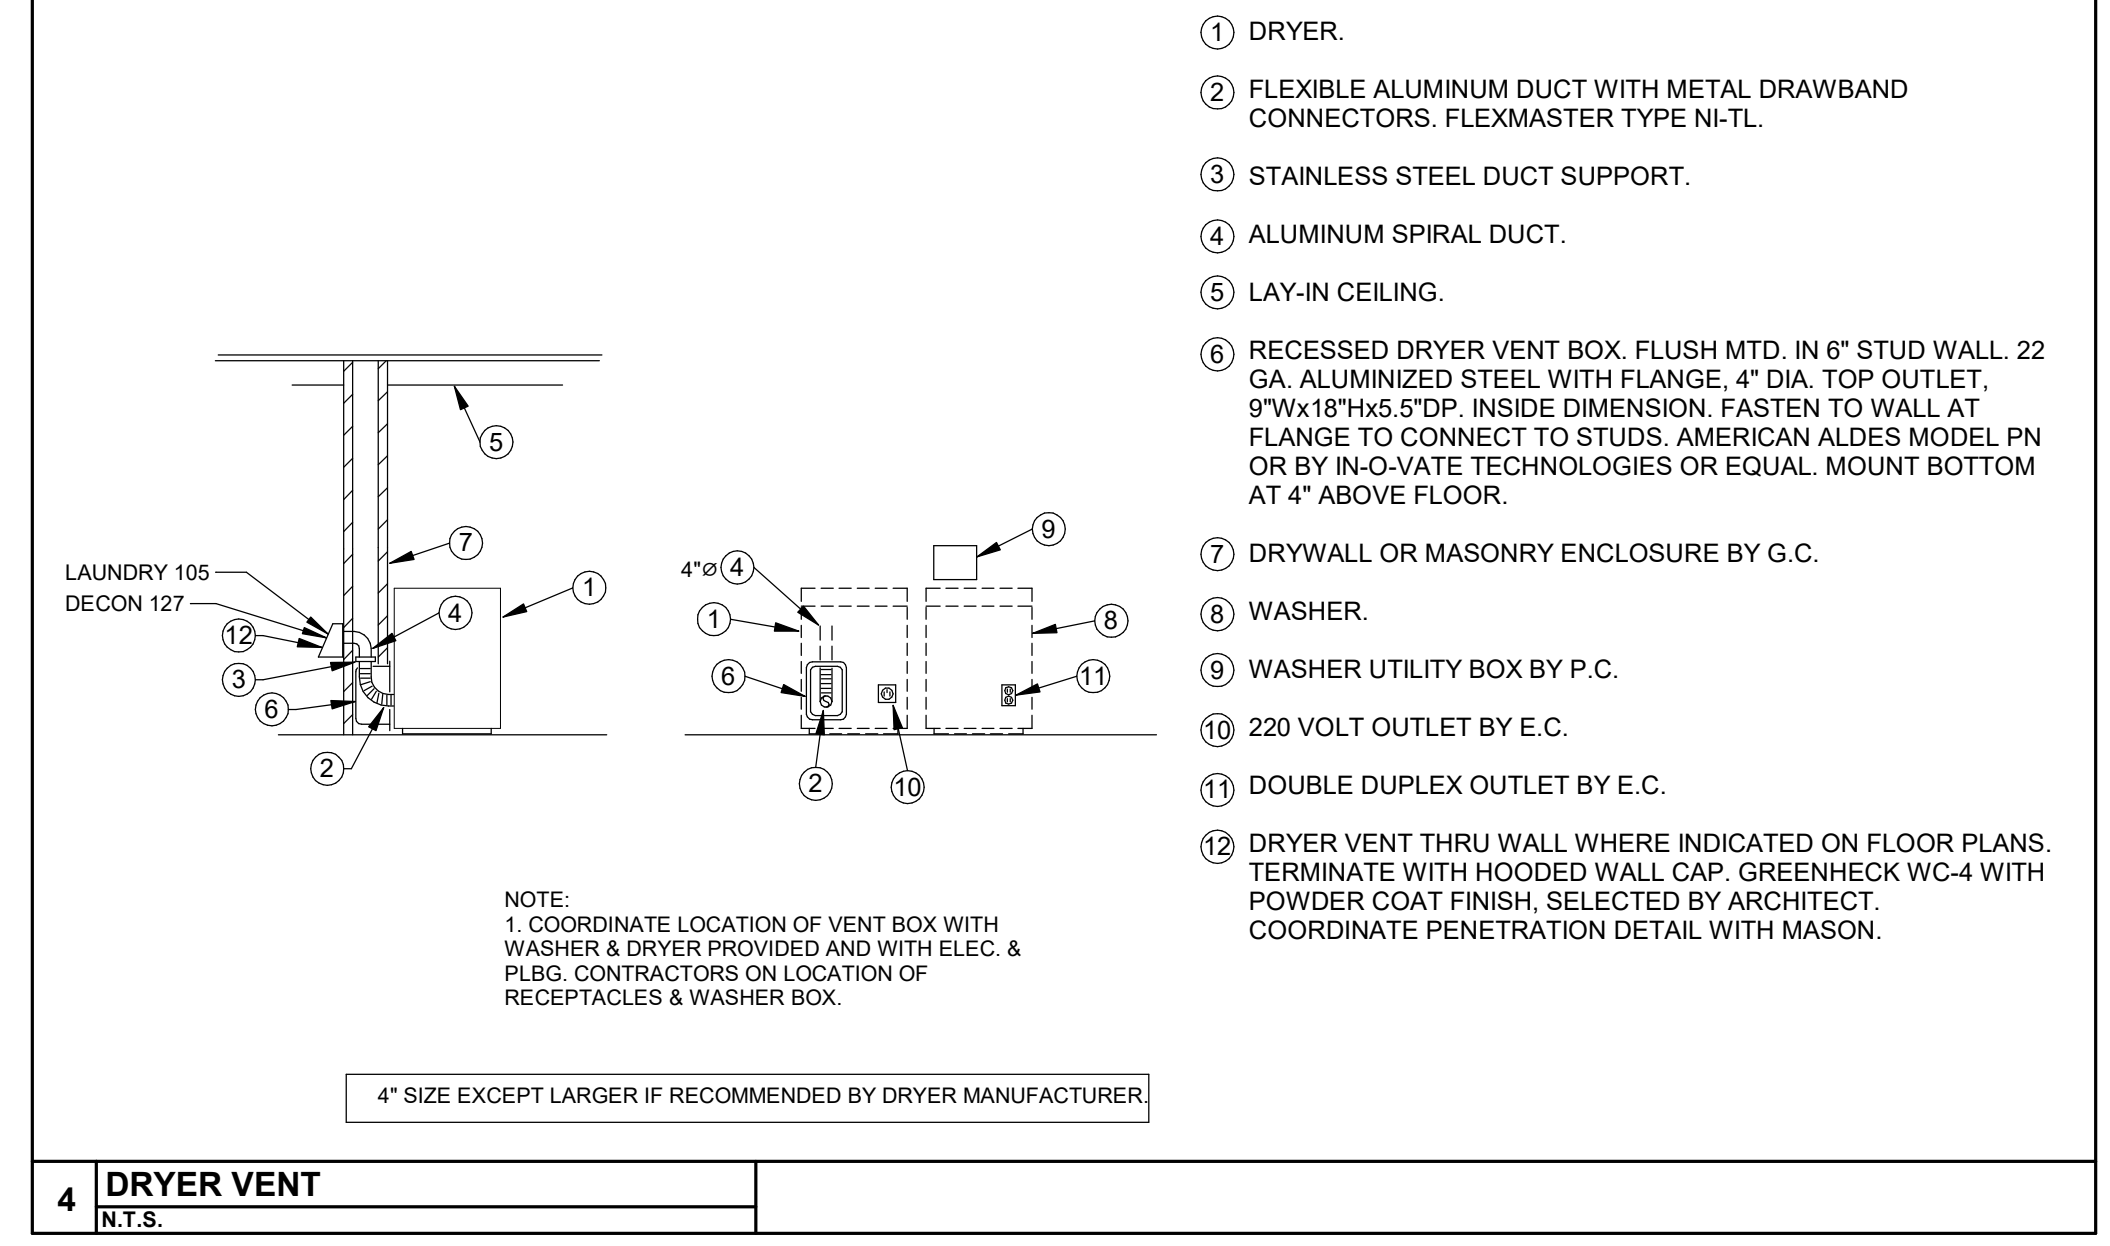 ① DRYER.
② FLEXIBLE ALUMINUM DUCT WITH METAL DRAWBAND
CONNECTORS. FLEXMASTER TYPE NI-TL.
③ STAINLESS STEEL DUCT SUPPORT.
④ ALUMINUM SPIRAL DUCT.
⑤ LAY-IN CEILING.
⑥ RECESSED DRYER VENT BOX. FLUSH MTD. IN 6" STUD WALL. 22
GA. ALUMINIZED STEEL WITH FLANGE, 4" DIA. TOP OUTLET,
9"Wx18"Hx5.5"DP. INSIDE DIMENSION. FASTEN TO WALL AT
FLANGE TO CONNECT TO STUDS. AMERICAN ALDES MODEL PN
OR BY IN-O-VATE TECHNOLOGIES OR EQUAL. MOUNT BOTTOM
AT 4" ABOVE FLOOR.
⑦ DRYWALL OR MASONRY ENCLOSURE BY G.C.
⑧ WASHER.
⑨ WASHER UTILITY BOX BY P.C.
⑩ 220 VOLT OUTLET BY E.C.
⑪ DOUBLE DUPLEX OUTLET BY E.C.
⑫ DRYER VENT THRU WALL WHERE INDICATED ON FLOOR PLANS.
TERMINATE WITH HOODED WALL CAP. GREENHECK WC-4 WITH
POWDER COAT FINISH, SELECTED BY ARCHITECT.
COORDINATE PENETRATION DETAIL WITH MASON.
⑤
⑦
LAUNDRY 105
DECON 127
①
④
⑫
③
⑥
②
⑨
4"⌀ ④
①
⑧
⑥
⑪
②
⑩
NOTE:
1. COORDINATE LOCATION OF VENT BOX WITH
WASHER & DRYER PROVIDED AND WITH ELEC. &
PLBG. CONTRACTORS ON LOCATION OF
RECEPTACLES & WASHER BOX.
4" SIZE EXCEPT LARGER IF RECOMMENDED BY DRYER MANUFACTURER.
4 DRYER VENT
N.T.S.